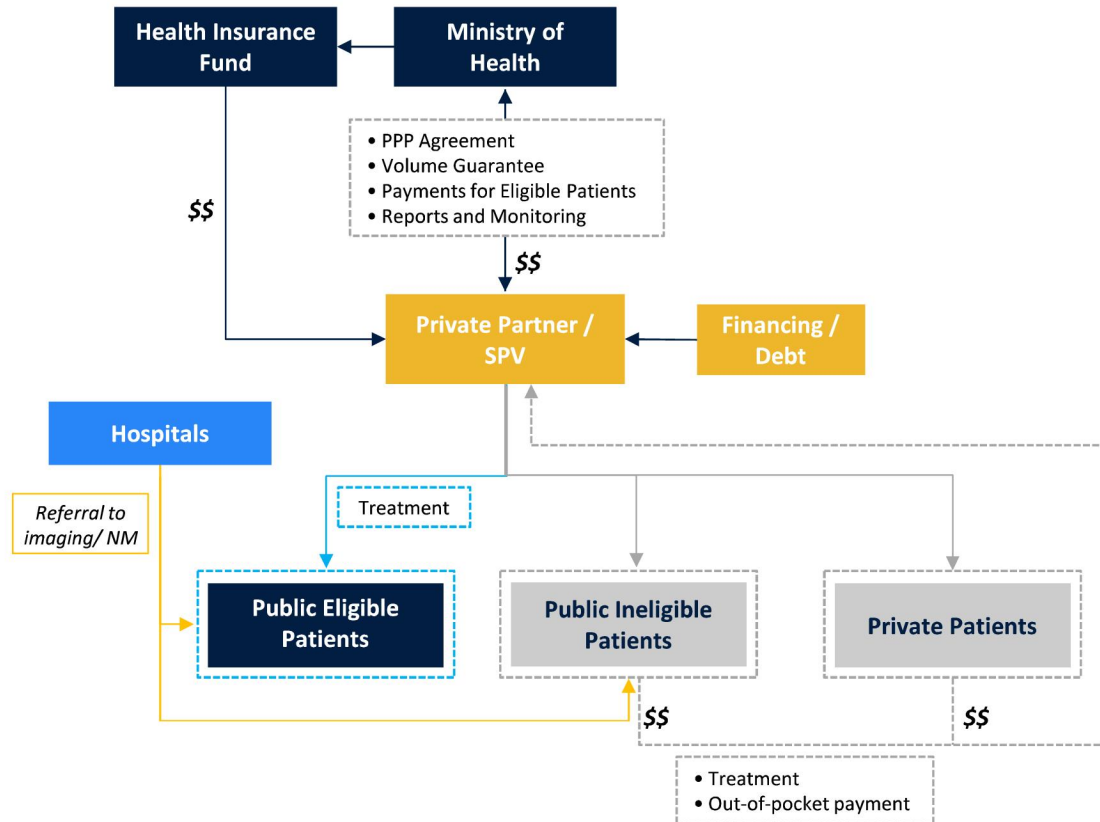 Health Insurance
Fund
Ministry of
Health
• PPP Agreement
• Volume Guarantee
• Payments for Eligible Patients
• Reports and Monitoring
$$
$$
Private Partner /
SPV
Financing /
Debt
Hospitals
Referral to
imaging/ NM
Treatment
Public Eligible
Patients
Public Ineligible
Patients
Private Patients
$$
$$
• Treatment
• Out-of-pocket payment